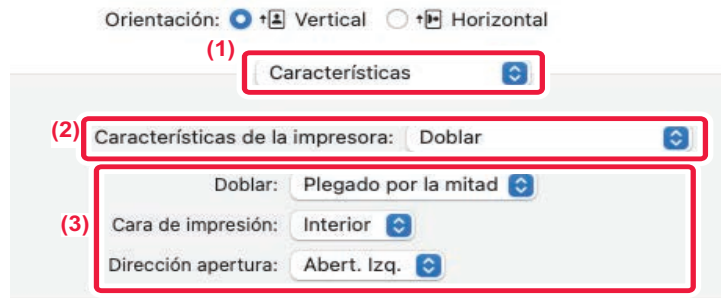 Orientación: Vertical Horizontal
(1)
Características
(2) Características de la impresora: Doblar
Doblar: Plegado por la mitad
(3) Cara de impresión: Interior
Dirección apertura: Abert. Izq.